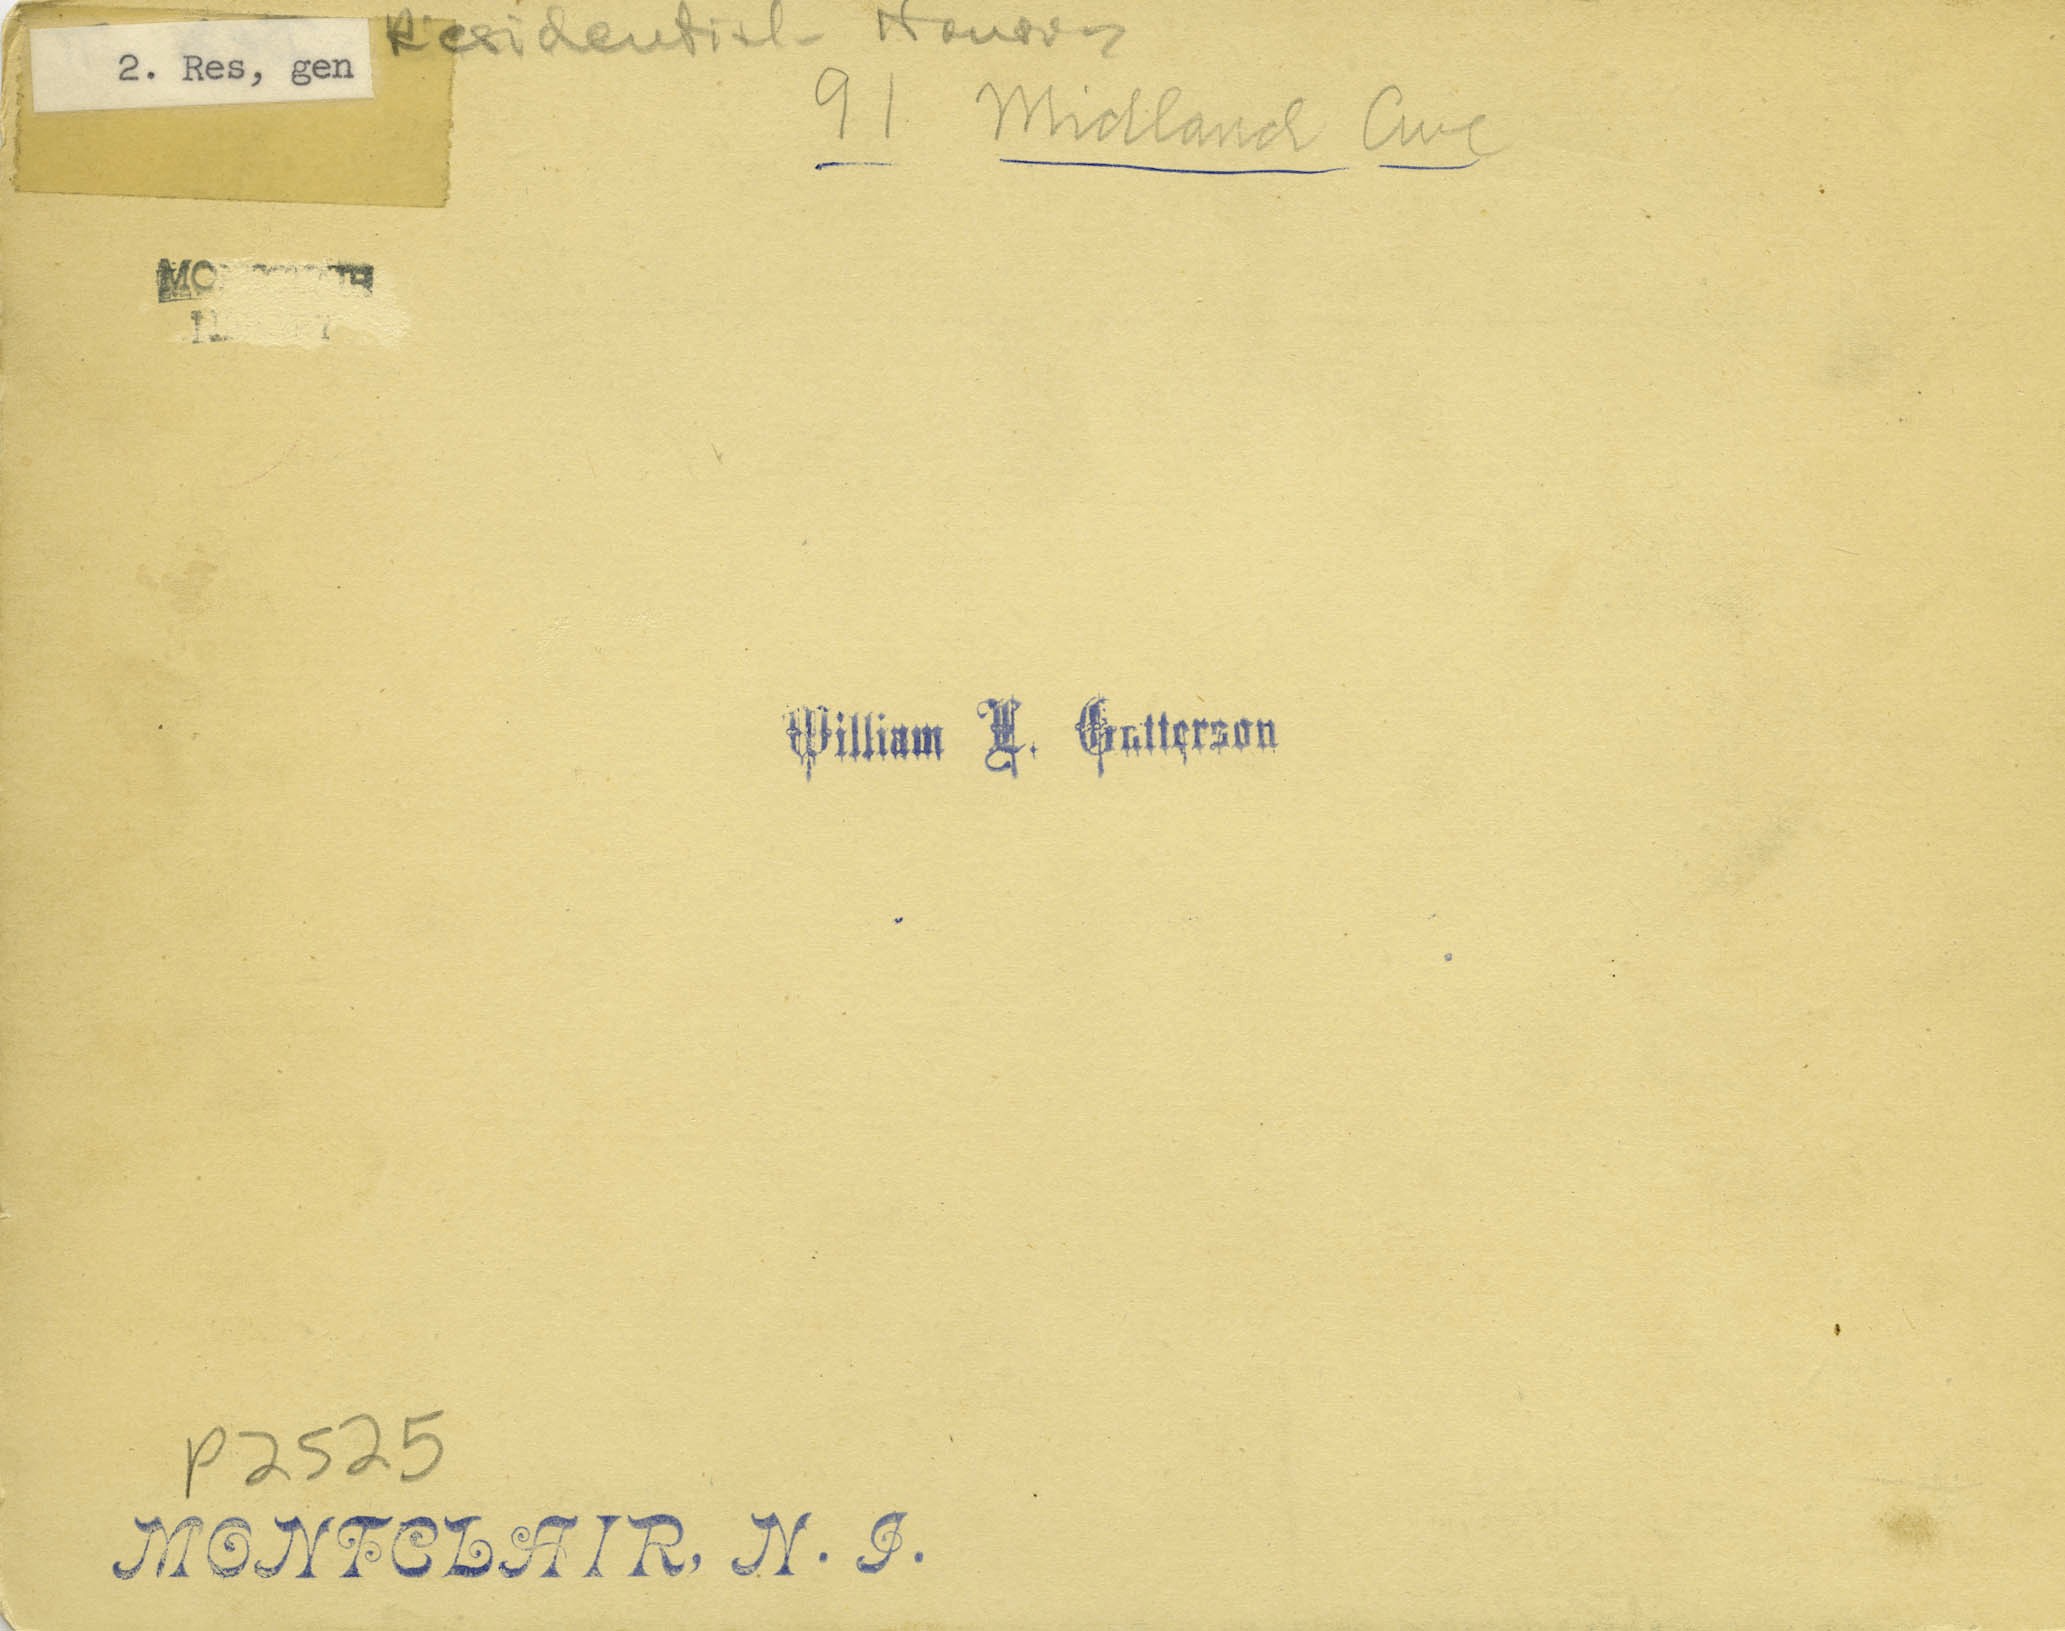 Residential - Houses
2. Res, gen
91 Midland Ave
William L. Gatterson
P2525
MONTCLAIR, N. J.